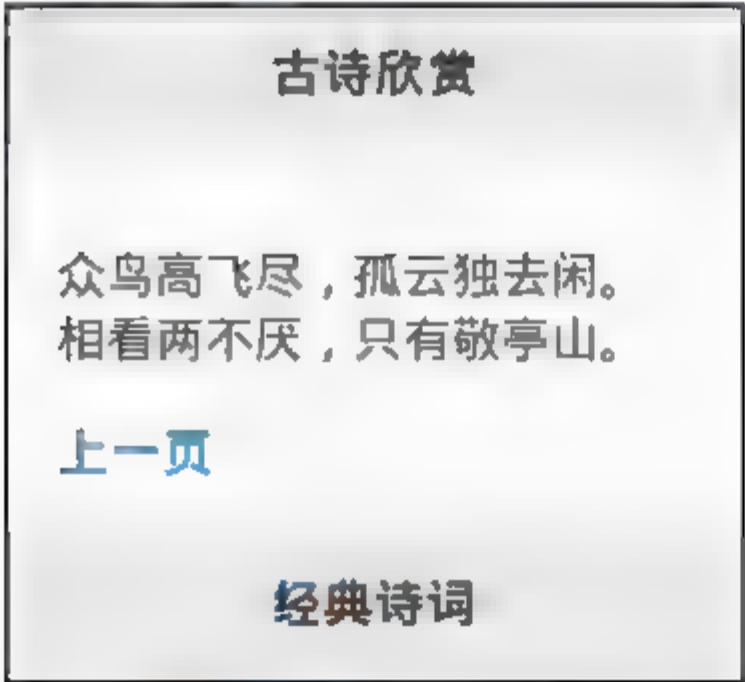 古诗欣赏
众鸟高飞尽，孤云独去闲。
相看两不厌，只有敬亭山。
上一页
经典诗词